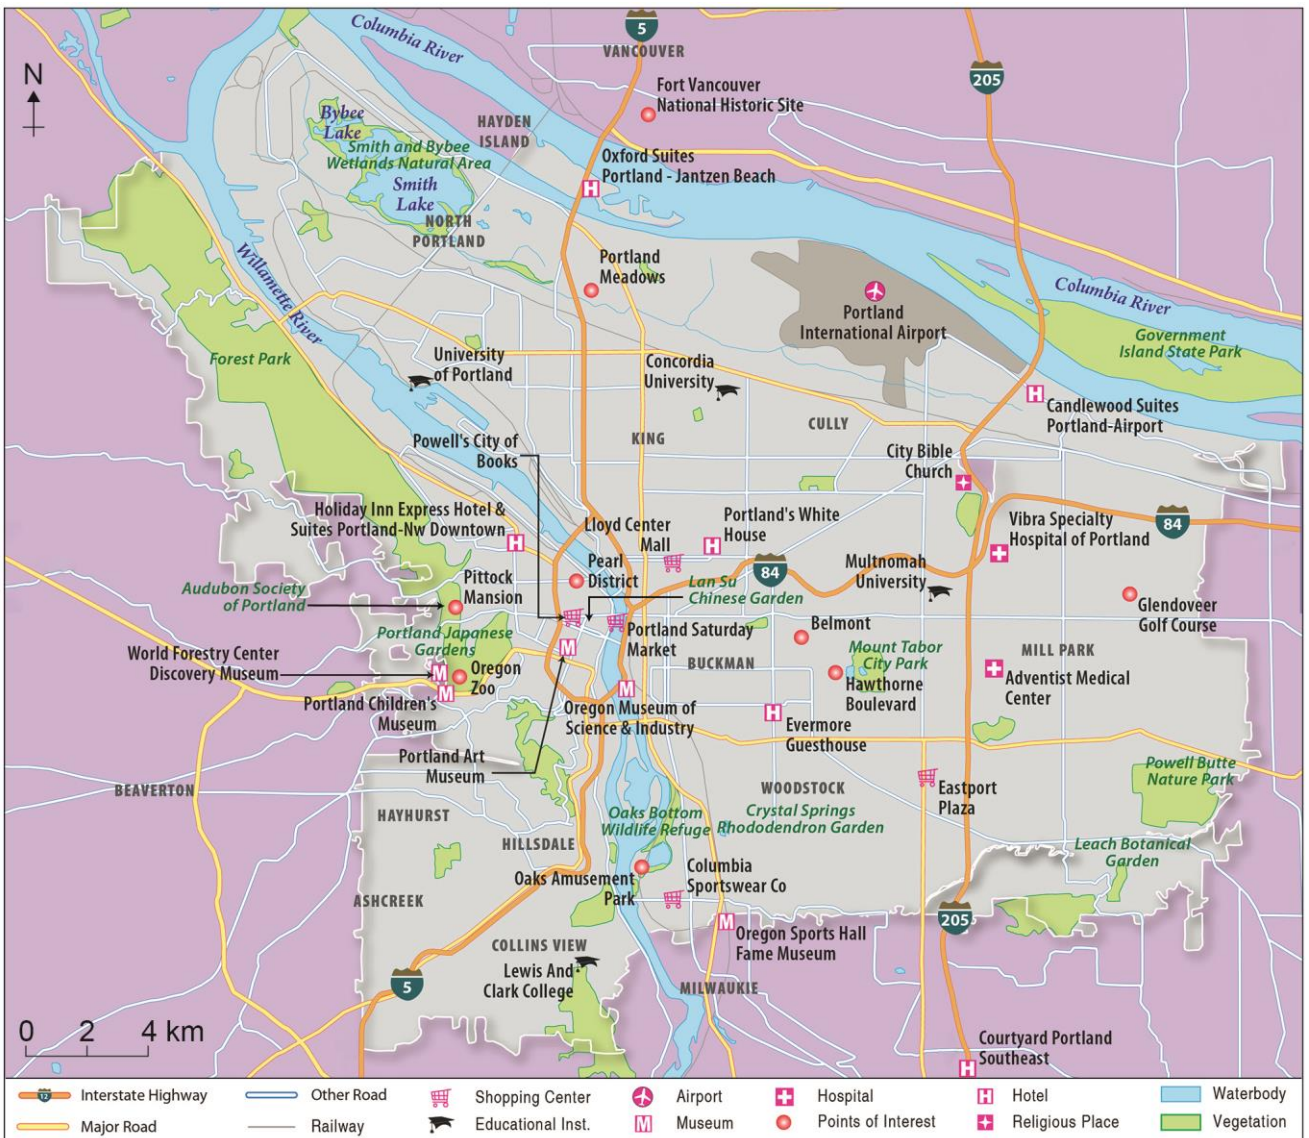 Columbia River
5
VANCOUVER
205
N
Fort Vancouver
National Historic Site
Bybee
Lake
HAYDEN
ISLAND
Smith and Bybee
Wetlands Natural Area
Oxford Suites
Portland - Jantzen Beach
H
Smith
Lake
NORTH
PORTLAND
Willamette River
Portland
Meadows
Columbia River
Portland
International Airport
Government
Island State Park
Forest Park
University
of Portland
Concordia
University
H
Candlewood Suites
Portland-Airport
CULLY
KING
Powell's City of
Books
City Bible
Church
Holiday Inn Express Hotel &
Suites Portland-Nw Downtown
H
Lloyd Center
Mall
Portland's White
House
H
Vibra Specialty
Hospital of Portland
84
Pearl
District
84
Multnomah
University
Audubon Society
of Portland
Pittock
Mansion
Lan Su
Chinese Garden
Glendoveer
Golf Course
Belmont
Portland Japanese
Gardens
Portland Saturday
Market
World Forestry Center
Discovery Museum
M
M
Oregon
Zoo
BUCKMAN
Mount Tabor
City Park
MILL PARK
Hawthorne
Boulevard
Adventist Medical
Center
Portland Children's
Museum
M
M
Oregon Museum of
Science & Industry
H
Evermore
Guesthouse
Portland Art
Museum
BEAVERTON
WOODSTOCK
Eastport
Plaza
Powell Butte
Nature Park
HAYHURST
Oaks Bottom
Wildlife Refuge
Crystal Springs
Rhododendron Garden
HILLSDALE
Leach Botanical
Garden
Oaks Amusement
Park
Columbia
Sportswear Co
ASHCREEK
205
M
Oregon Sports Hall
Fame Museum
COLLINS VIEW
Lewis And
Clark College
5
MILWAUKIE
0 2 4 km
Courtyard Portland
Southeast
H
12 Interstate Highway
Other Road
Shopping Center
Airport
Hospital
H Hotel
Waterbody
Major Road
Railway
Educational Inst.
M Museum
Points of Interest
Religious Place
Vegetation